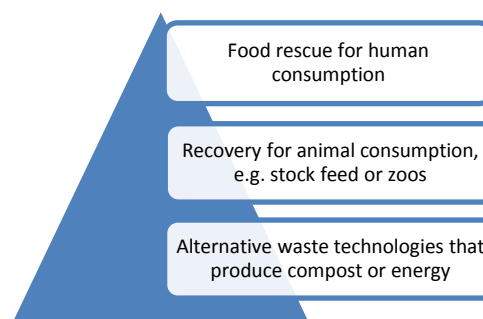 Food rescue for human
consumption
Recovery for animal consumption,
e.g. stock feed or zoos
Alternative waste technologies that
produce compost or energy